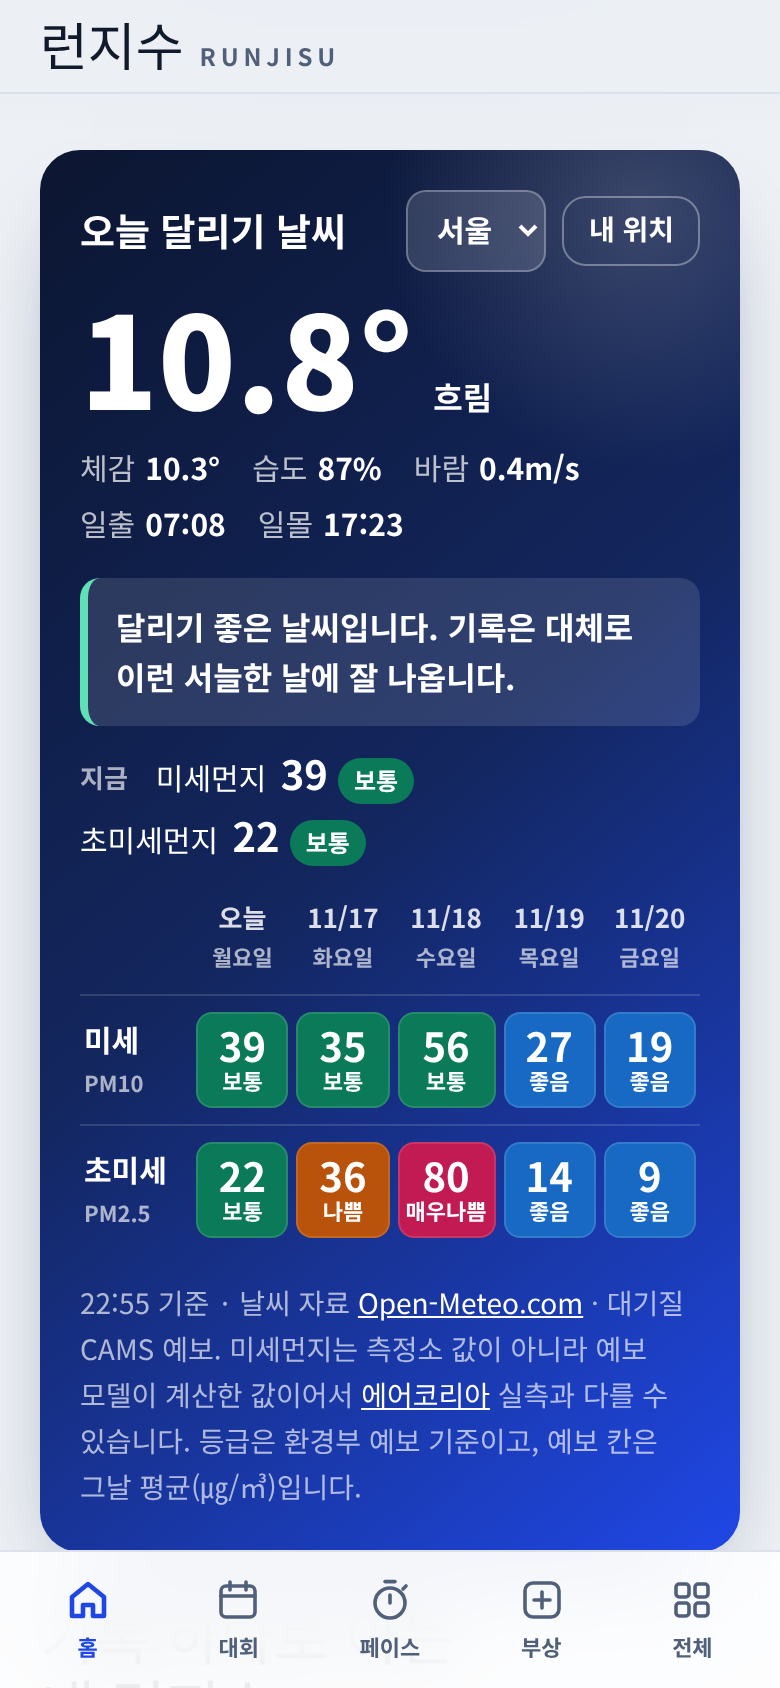 런지수 RUNJISU
오늘 달리기 날씨 서울 내 위치
10.8° 흐림
체감 10.3° 습도 87% 바람 0.4m/s
일출 07:08 일몰 17:23
달리기 좋은 날씨입니다. 기록은 대체로
이런 서늘한 날에 잘 나옵니다.
지금 미세먼지 39 보통
초미세먼지 22 보통
오늘 11/17 11/18 11/19 11/20
월요일 화요일 수요일 목요일 금요일
미세 39 35 56 27 19
PM10 보통 보통 보통 좋음 좋음
초미세 22 36 80 14 9
PM2.5 보통 나쁨 매우나쁨 좋음 좋음
22:55 기준 · 날씨 자료 Open-Meteo.com · 대기질
CAMS 예보. 미세먼지는 측정소 값이 아니라 예보
모델이 계산한 값이어서 에어코리아 실측과 다를 수
있습니다. 등급은 환경부 예보 기준이고, 예보 칸은
그날 평균(µg/㎥)입니다.
홈 대회 페이스 부상 전체